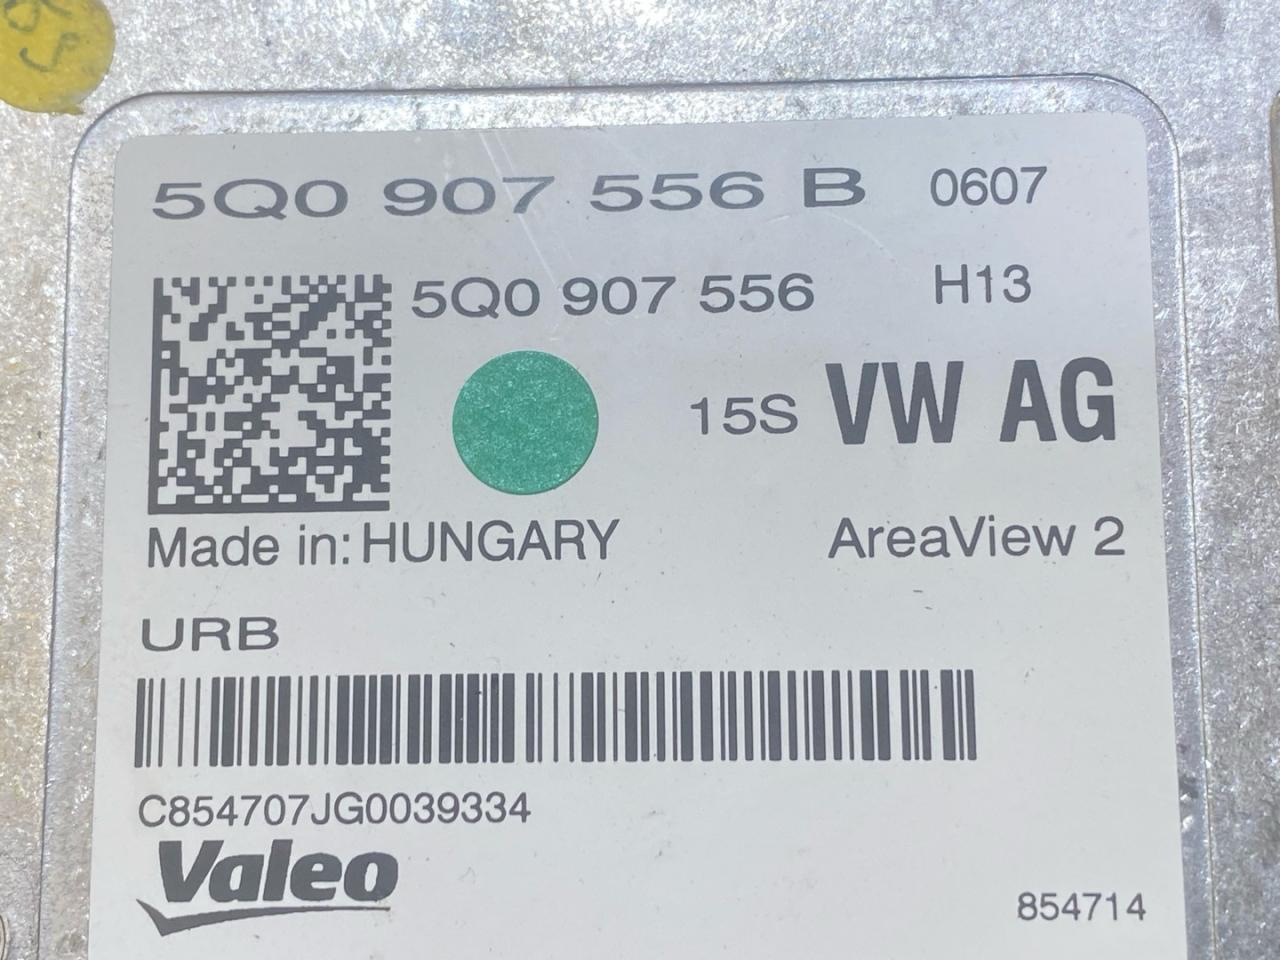 5Q0 907 556 B 0607
5Q0 907 556 H13
15S VW AG
Made in: HUNGARY AreaView 2
URB
C854707JG0039334
Valeo
854714